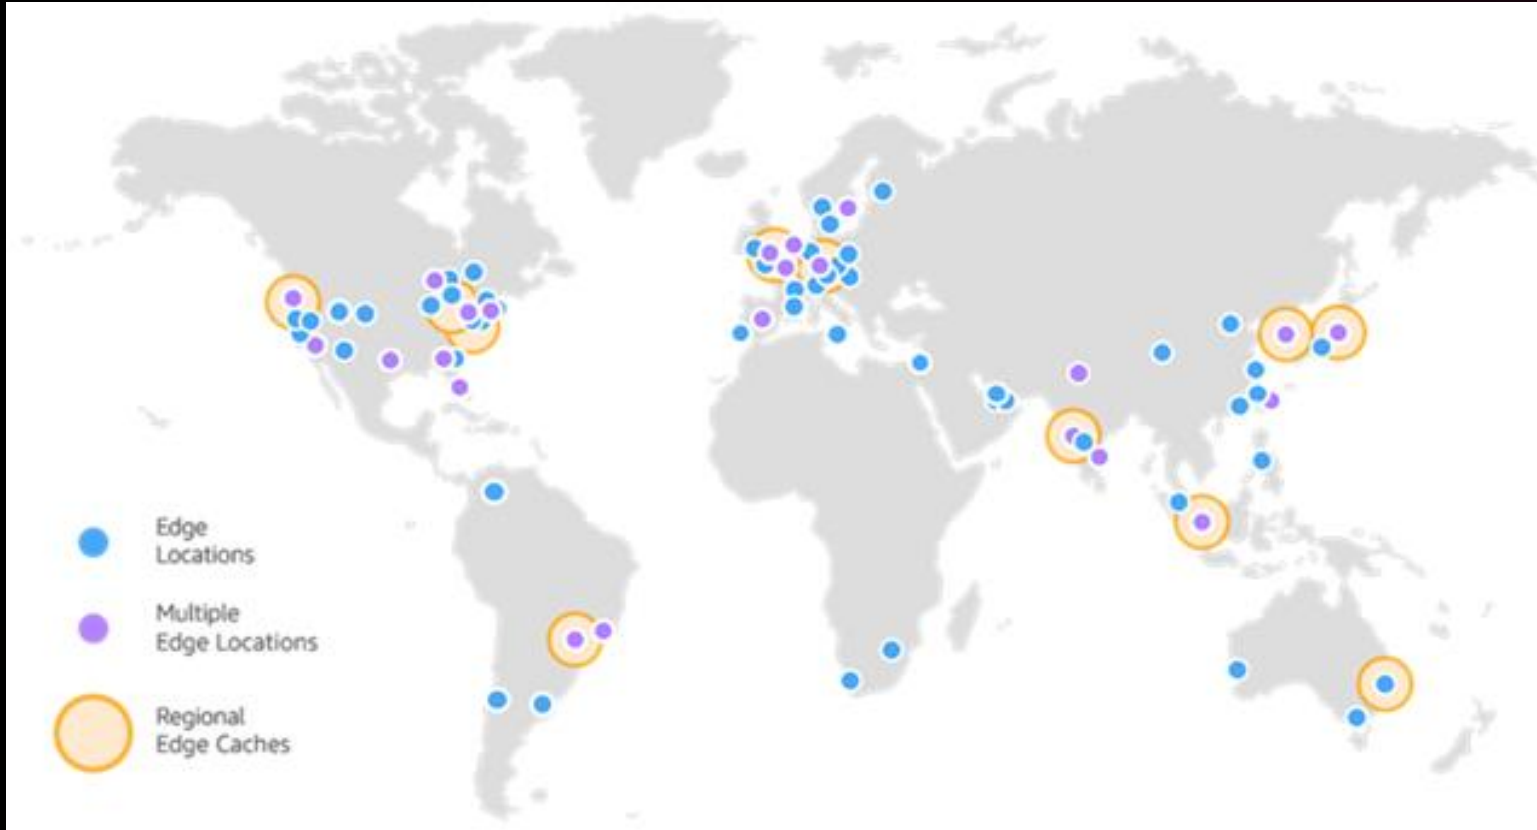 Edge
Locations
Multiple
Edge Locations
Regional
Edge Caches